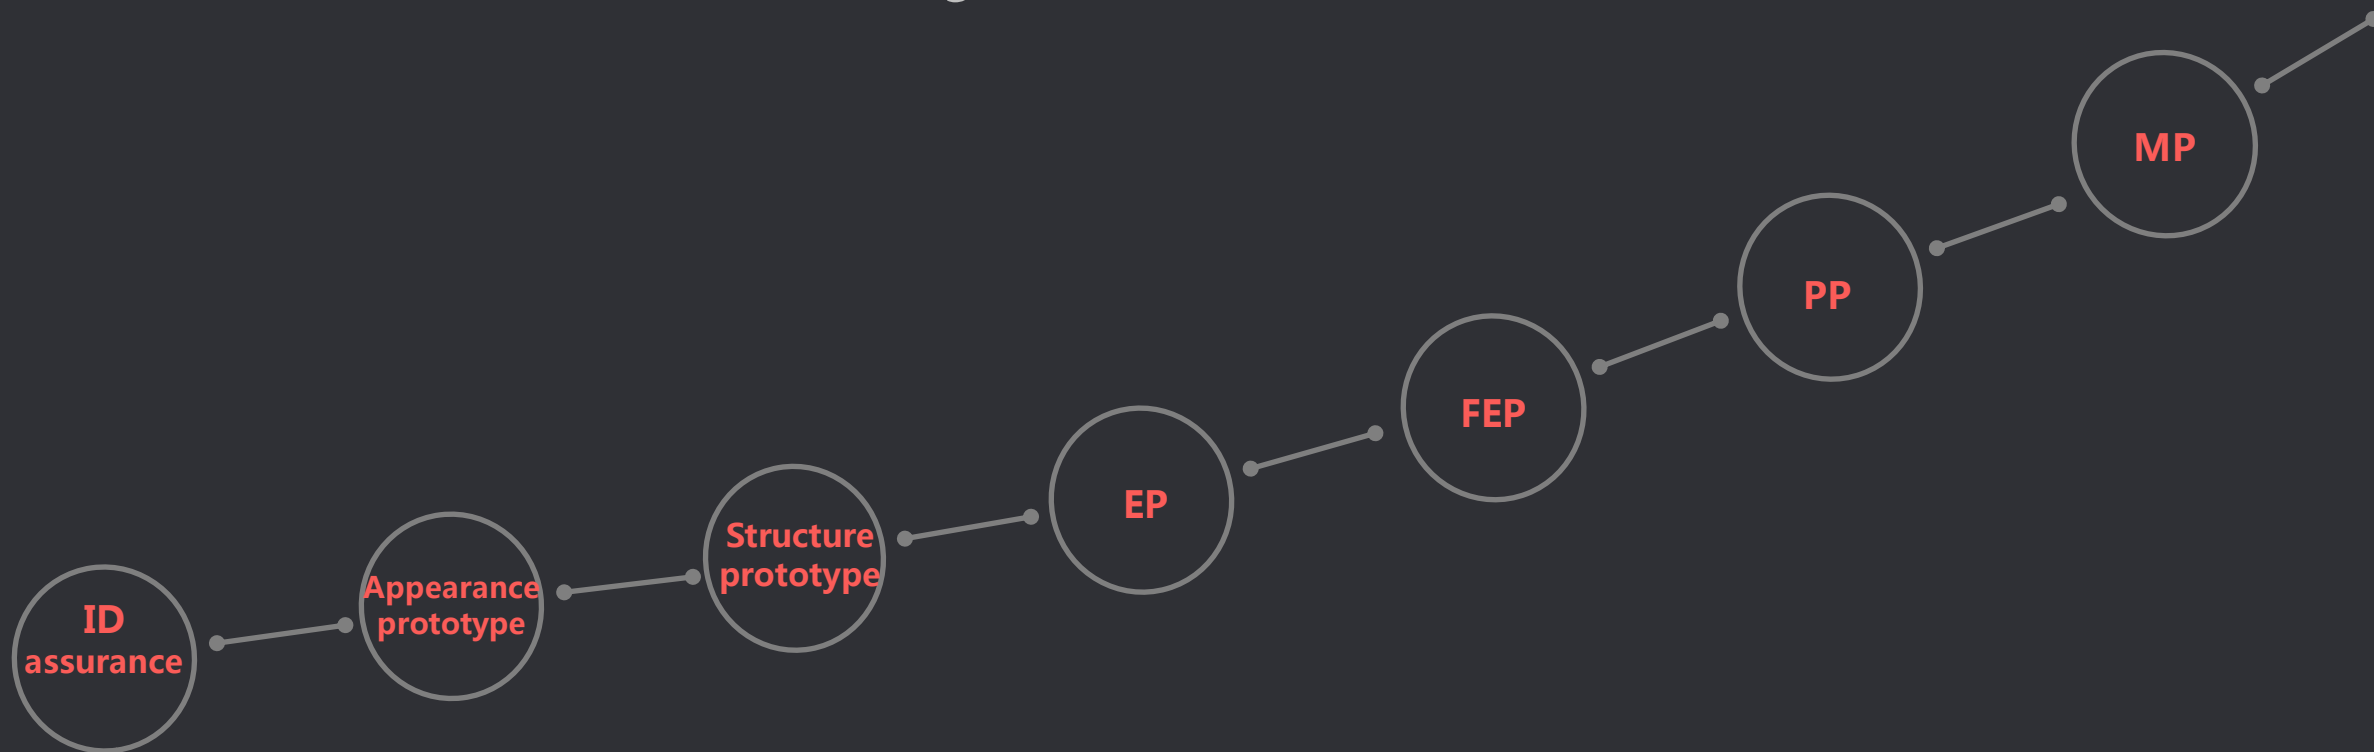 ID
assurance
Appearance
prototype
Structure
prototype
EP
FEP
PP
MP